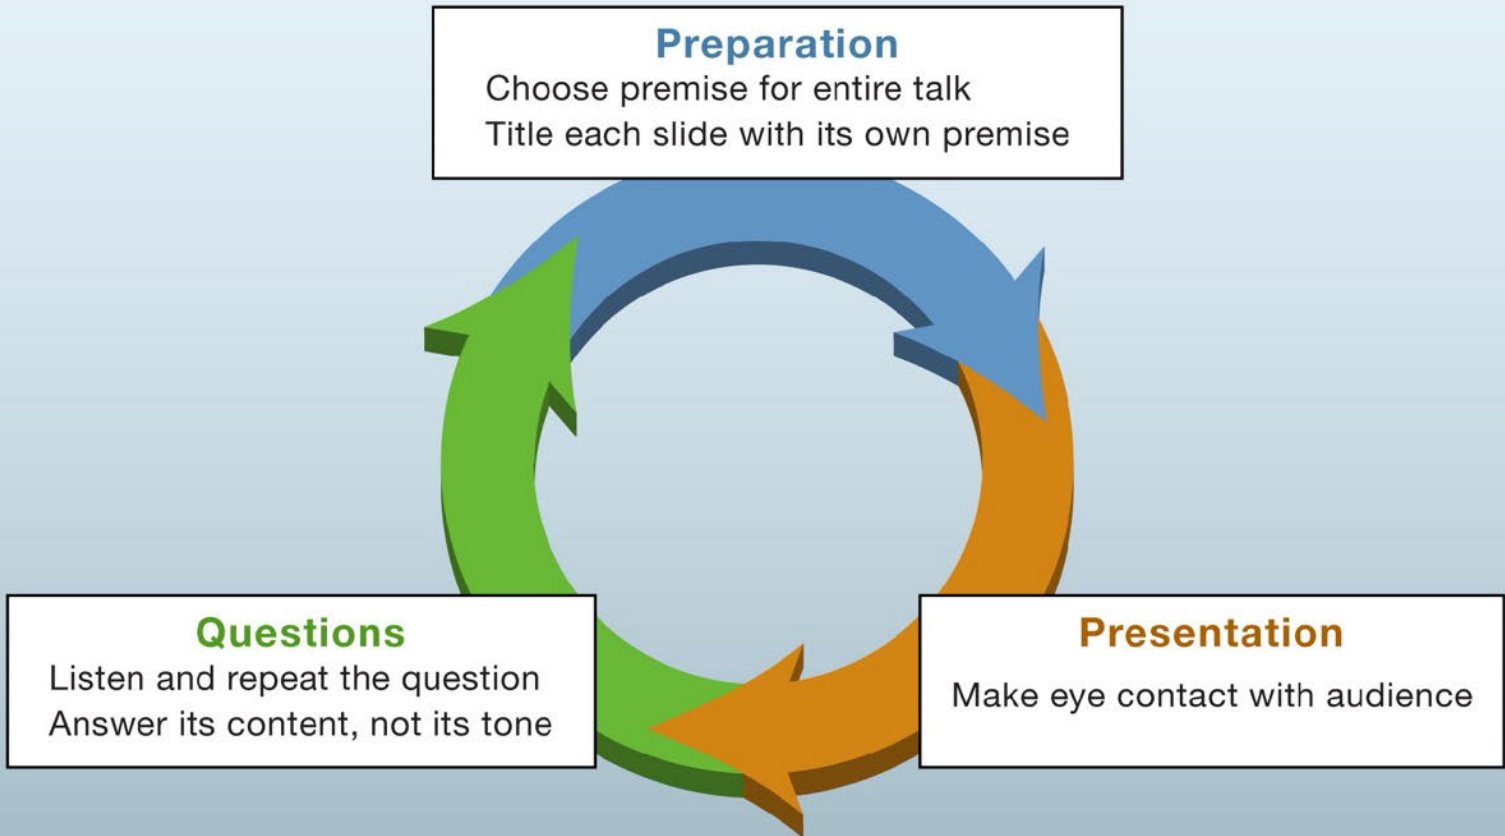 Preparation
Choose premise for entire talk
Title each slide with its own premise
Questions
Listen and repeat the question
Answer its content, not its tone
Presentation
Make eye contact with audience